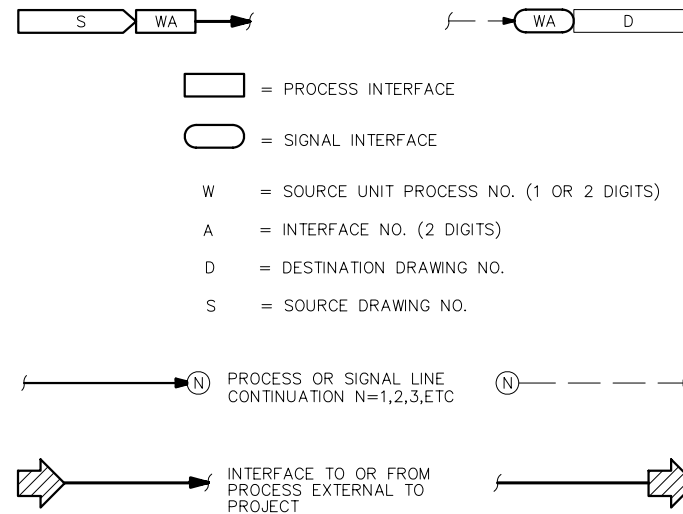 S WA WA D
= PROCESS INTERFACE
= SIGNAL INTERFACE
W = SOURCE UNIT PROCESS NO. (1 OR 2 DIGITS)
A = INTERFACE NO. (2 DIGITS)
D = DESTINATION DRAWING NO.
S = SOURCE DRAWING NO.
N PROCESS OR SIGNAL LINE N
CONTINUATION N=1,2,3,ETC
INTERFACE TO OR FROM
PROCESS EXTERNAL TO
PROJECT